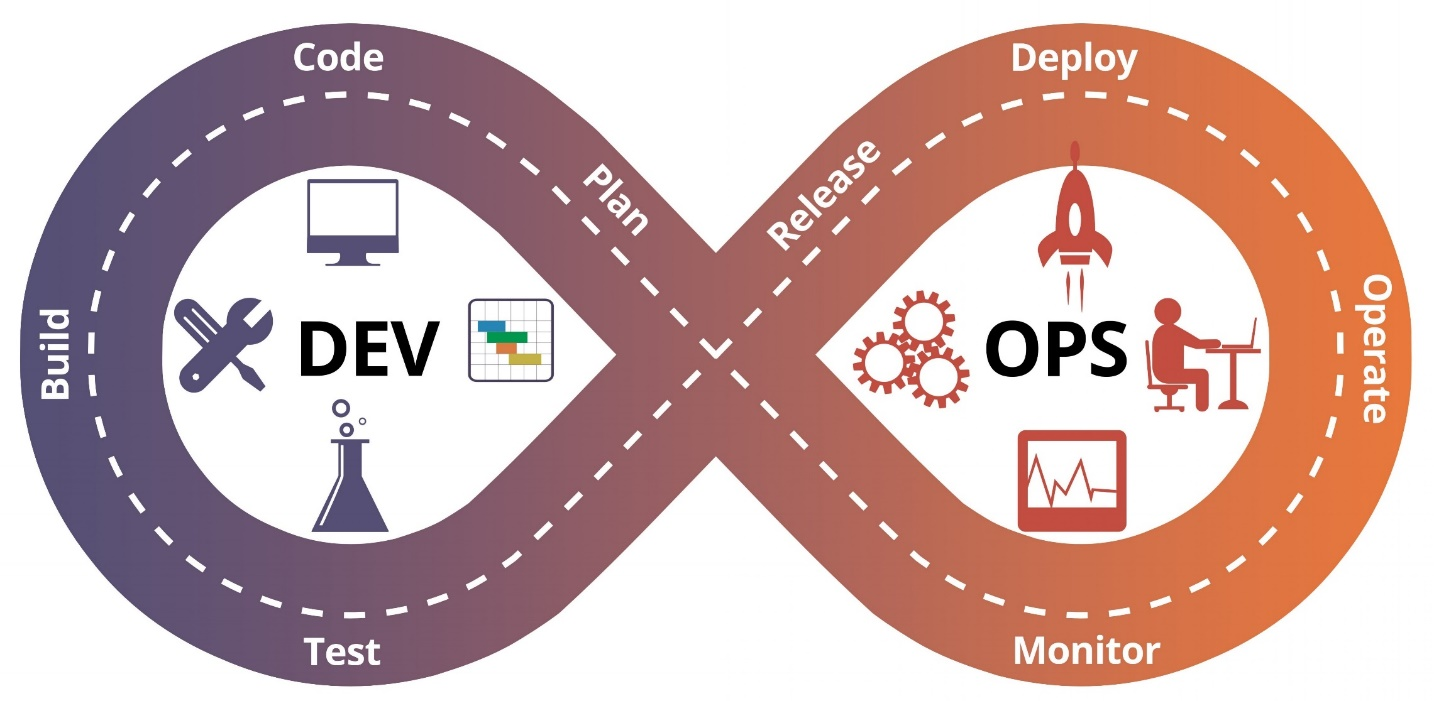 Code
Plan
Build
DEV
Test
Release
Deploy
OPS
Operate
Monitor